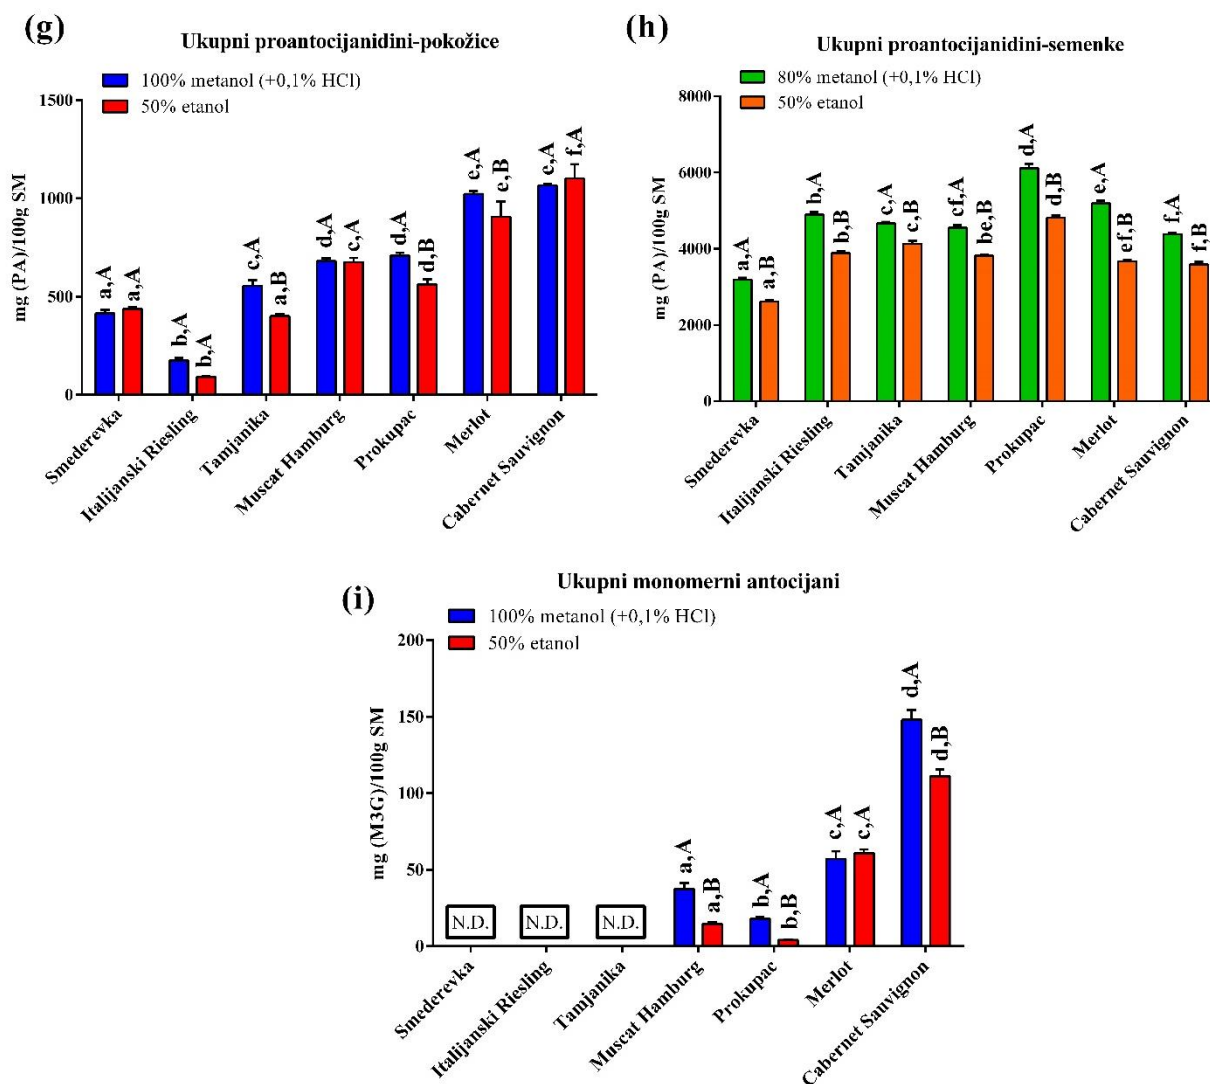 (g)
Ukupni proantocijanidini-pokožice
100% metanol (+0,1% HCl)
50% etanol
mg (PA)/100g SM
1500
1000
500
0
a,A
a,A
b,A
b,A
c,A
a,B
d,A
c,A
d,A
d,B
e,A
e,B
e,A
f,A
Smederevka
Italijanski Riesling
Tamjanika
Muscat Hamburg
Prokupac
Merlot
Cabernet Sauvignon
(h)
Ukupni proantocijanidini-semenke
80% metanol (+0,1% HCl)
50% etanol
mg (PA)/100g SM
8000
6000
4000
2000
0
a,A
a,B
b,A
b,B
c,A
c,B
cf,A
be,B
d,A
d,B
e,A
ef,B
f,A
f,B
Smederevka
Italijanski Riesling
Tamjanika
Muscat Hamburg
Prokupac
Merlot
Cabernet Sauvignon
(i)
Ukupni monomerni antocijani
100% metanol (+0,1% HCl)
50% etanol
mg (M3G)/100g SM
200
150
100
50
0
N.D.
N.D.
N.D.
a,A
a,B
b,A
b,B
c,A
c,A
d,A
d,B
Smederevka
Italijanski Riesling
Tamjanika
Muscat Hamburg
Prokupac
Merlot
Cabernet Sauvignon